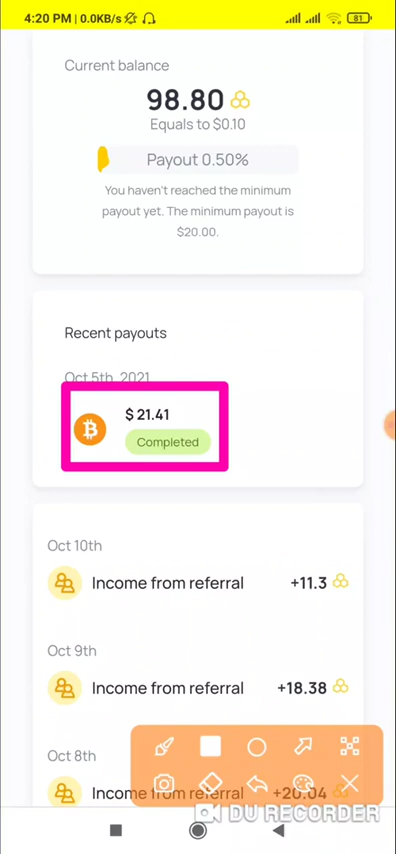 4:20 PM | 0.0KB/s
81
Current balance
98.80
Equals to $0.10
Payout 0.50%
You haven't reached the minimum
payout yet. The minimum payout is
$20.00.
Recent payouts
Oct 5th, 2021
$ 21.41
Completed
Oct 10th
Income from referral +11.3
Oct 9th
Income from referral +18.38
Oct 8th
Income from referral +20.04
DU RECORDER